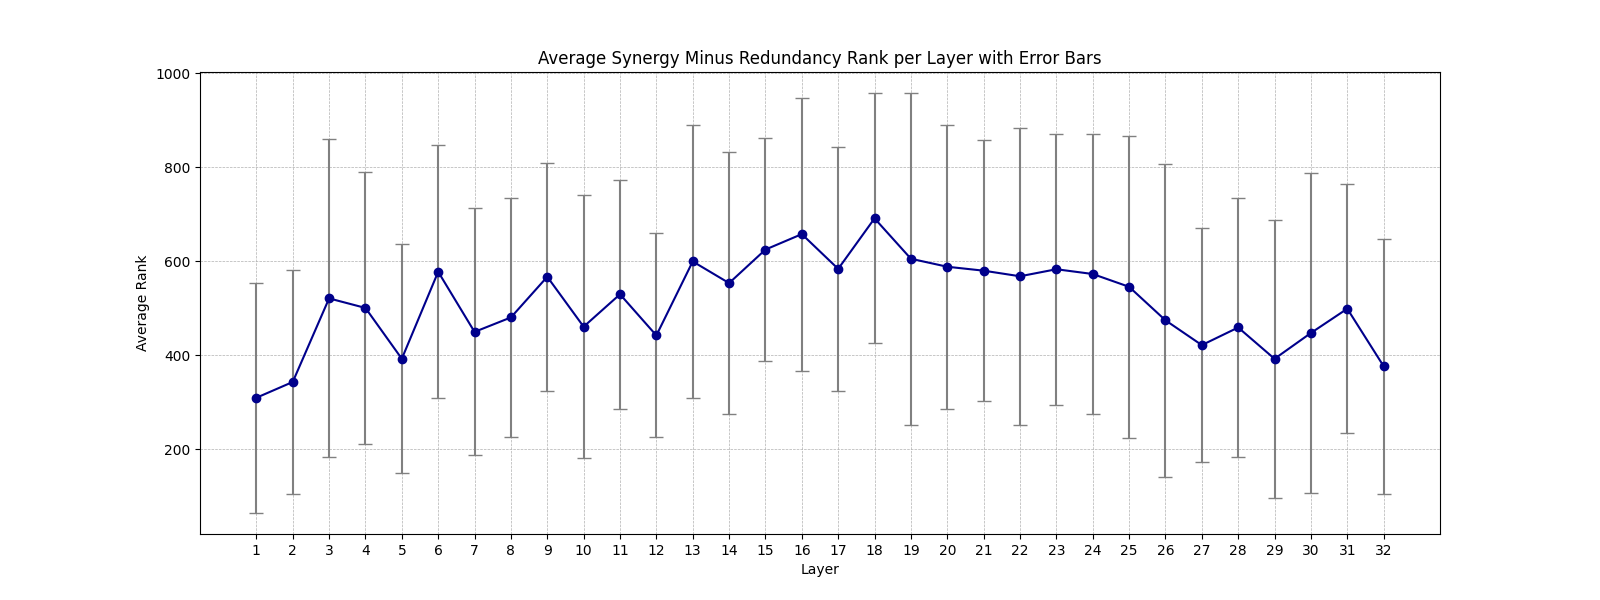 Average Synergy Minus Redundancy Rank per Layer with Error Bars
1000
800
600
400
200
Average Rank
1 2 3 4 5 6 7 8 9 10 11 12 13 14 15 16 17 18 19 20 21 22 23 24 25 26 27 28 29 30 31 32
Layer